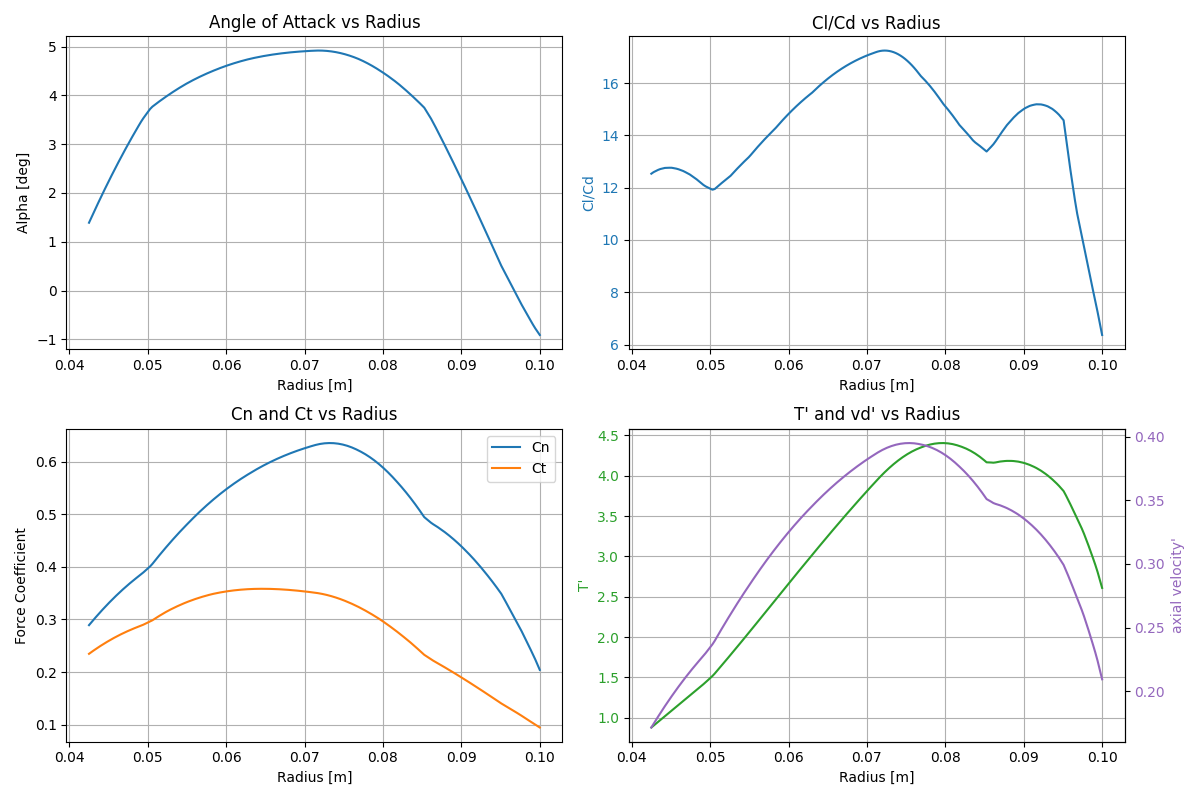 Angle of Attack vs Radius
5
4
3
2
1
0
−1
Alpha [deg]
0.04 0.05 0.06 0.07 0.08 0.09 0.10
Radius [m]
Cl/Cd vs Radius
16
14
12
10
8
6
Cl/Cd
0.04 0.05 0.06 0.07 0.08 0.09 0.10
Radius [m]
Cn and Ct vs Radius
Cn
Ct
0.6
0.5
0.4
0.3
0.2
0.1
Force Coefficient
0.04 0.05 0.06 0.07 0.08 0.09 0.10
Radius [m]
T' and vd' vs Radius
4.5
4.0
3.5
3.0
2.5
2.0
1.5
1.0
T'
0.40
0.35
0.30
0.25
0.20
axial velocity'
0.04 0.05 0.06 0.07 0.08 0.09 0.10
Radius [m]